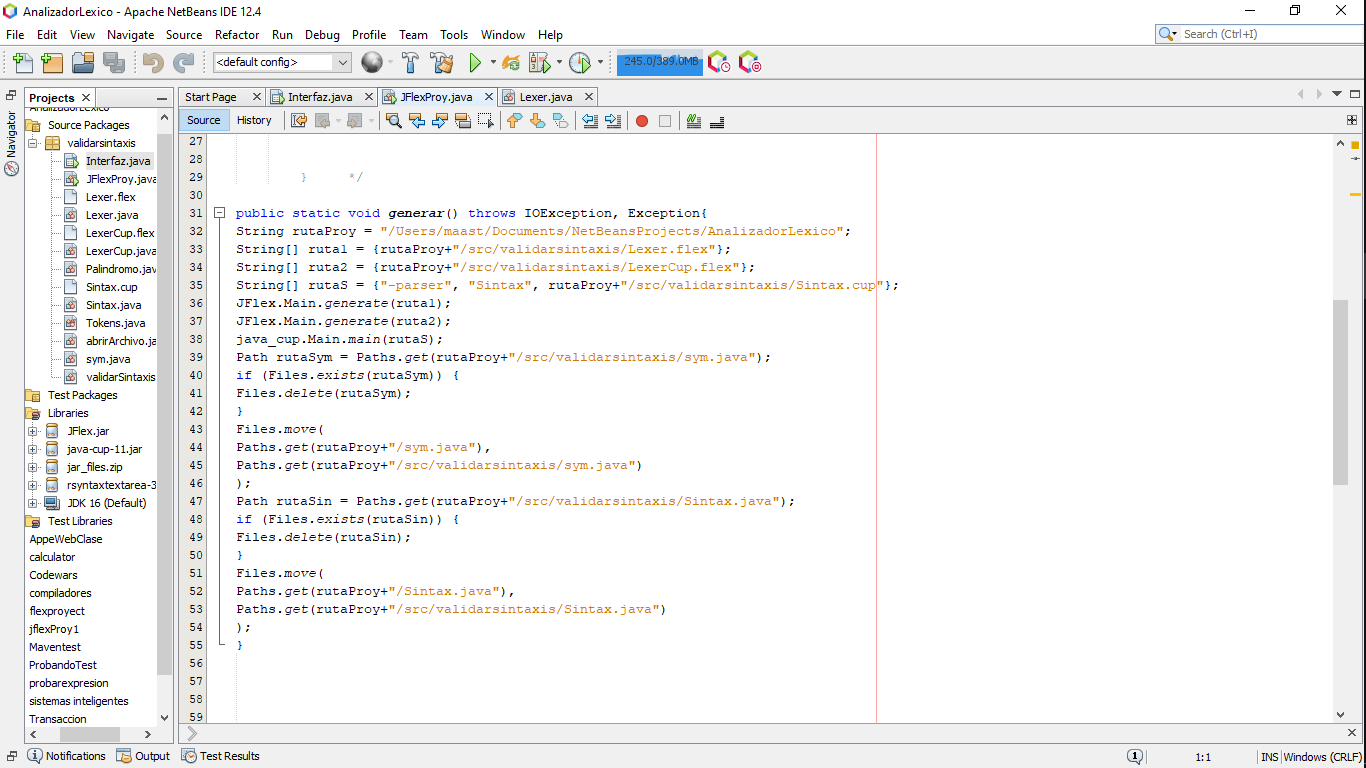 AnalizadorLexico - Apache NetBeans IDE 12.4
File Edit View Navigate Source Refactor Run Debug Profile Team Tools Window Help
Search (Ctrl+I)
<default config>
245.0/389.0MB
Projects
Navigator
AnalizadorLexico
Source Packages
validarsintaxis
Interfaz.java
JFlexProy.java
Lexer.flex
Lexer.java
LexerCup.flex
LexerCup.java
Palindromo.jav
Sintax.cup
Sintax.java
Tokens.java
abrirArchivo.ja
sym.java
validarSintaxis
Test Packages
Libraries
JFlex.jar
java-cup-11.jar
jar_files.zip
rsyntaxtextarea-3
JDK 16 (Default)
Test Libraries
AppeWebClase
calculator
Codewars
compiladores
flexproyect
jflexProy1
Maventest
ProbandoTest
probarexpresion
sistemas inteligentes
Transaccion
Start Page Interfaz.java JFlexProy.java Lexer.java
Source History
27
28
29 } */
30
31 public static void generar() throws IOException, Exception{
32 String rutaProy = "/Users/maast/Documents/NetBeansProjects/AnalizadorLexico";
33 String[] ruta1 = {rutaProy+"/src/validarsintaxis/Lexer.flex"};
34 String[] ruta2 = {rutaProy+"/src/validarsintaxis/LexerCup.flex"};
35 String[] rutaS = {"-parser", "Sintax", rutaProy+"/src/validarsintaxis/Sintax.cup"};
36 JFlex.Main.generate(ruta1);
37 JFlex.Main.generate(ruta2);
38 java_cup.Main.main(rutaS);
39 Path rutaSym = Paths.get(rutaProy+"/src/validarsintaxis/sym.java");
40 if (Files.exists(rutaSym)) {
41 Files.delete(rutaSym);
42 }
43 Files.move(
44 Paths.get(rutaProy+"/sym.java"),
45 Paths.get(rutaProy+"/src/validarsintaxis/sym.java")
46 );
47 Path rutaSin = Paths.get(rutaProy+"/src/validarsintaxis/Sintax.java");
48 if (Files.exists(rutaSin)) {
49 Files.delete(rutaSin);
50 }
51 Files.move(
52 Paths.get(rutaProy+"/Sintax.java"),
53 Paths.get(rutaProy+"/src/validarsintaxis/Sintax.java")
54 );
55 }
56
57
58
59
Notifications Output Test Results
1 1:1 INS Windows (CRLF)